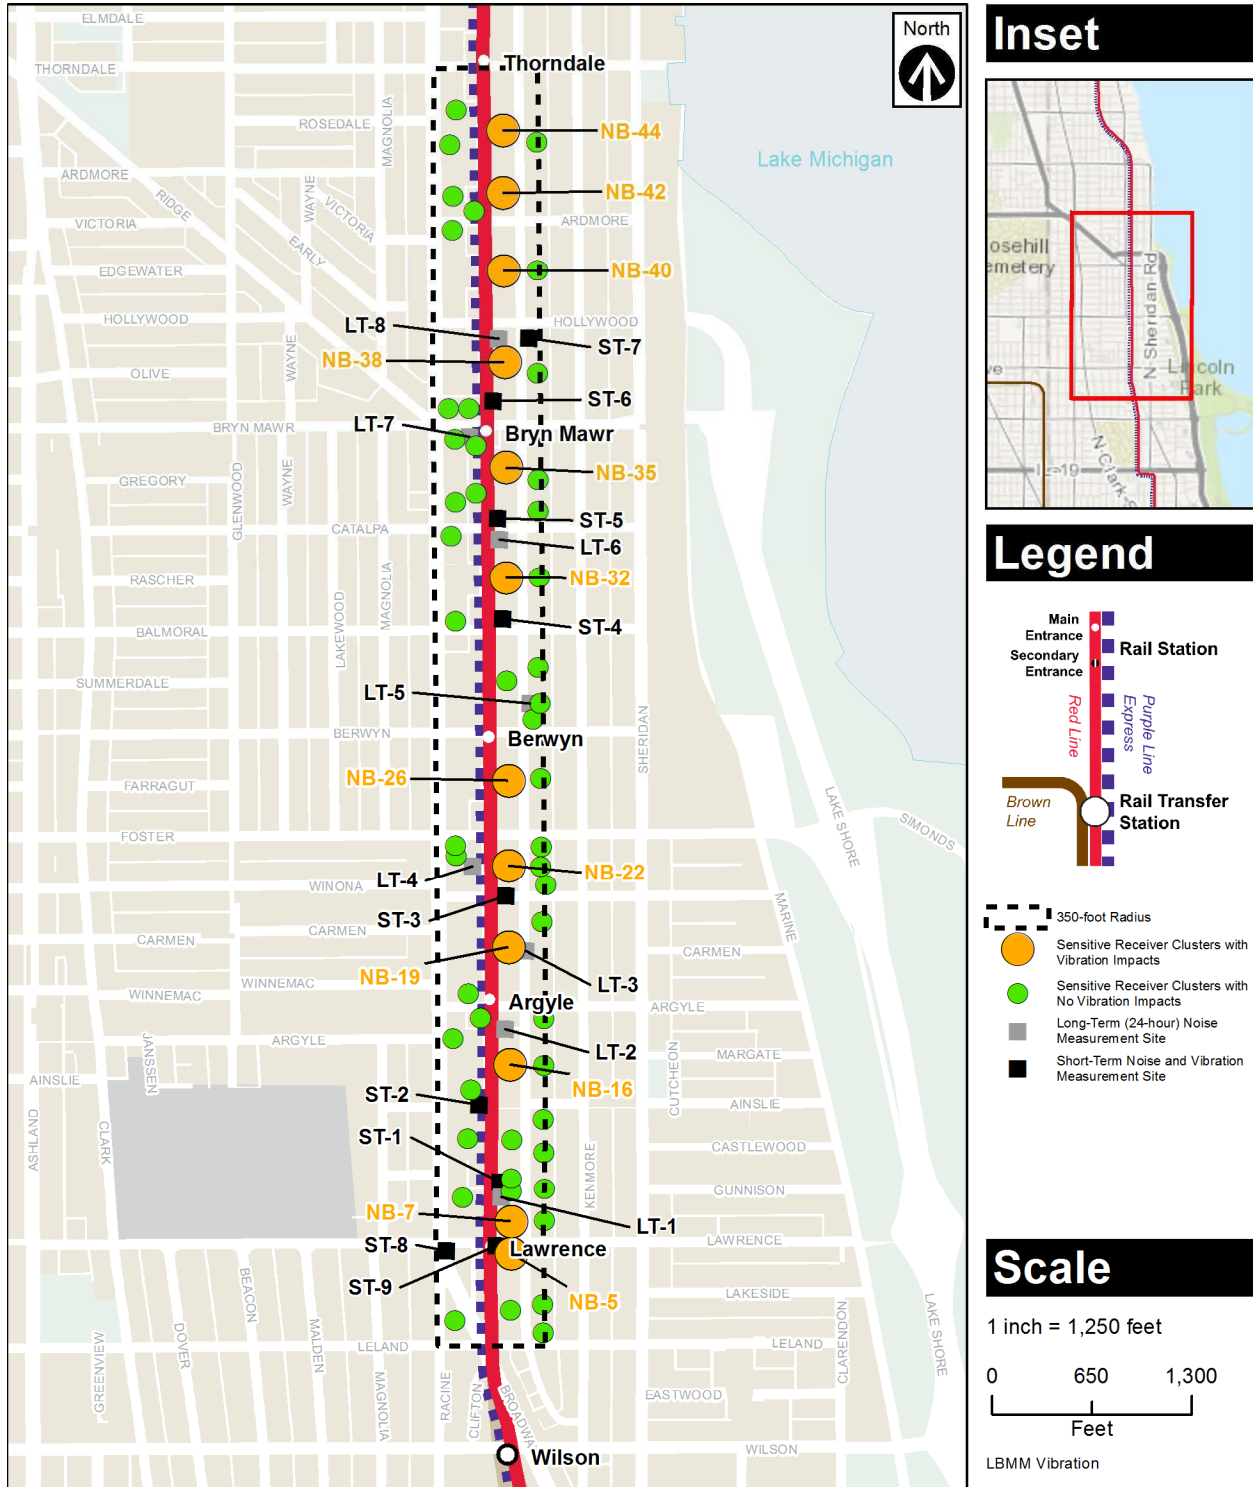 ELMDALE
North
Inset
Thorndale
THORNDALE
ROSEDALE
MAGNOLIA
NB-44
Lake Michigan
ARDMORE
RIDGE
WAYNE
VICTORIA
NB-42
VICTORIA
ARDMORE
EARLY
EDGEWATER
NB-40
HOLLYWOOD
LT-8
HOLLYWOOD
ST-7
WAYNE
NB-38
OLIVE
ST-6
BRYN MAWR
LT-7
Bryn Mawr
GREGORY
GLENWOOD
WAYNE
NB-35
CATALPA
ST-5
LT-6
RASCHER
MAGNOLIA
NB-32
BALMORAL
LAKEWOOD
ST-4
SUMMERDALE
LT-5
BERWYN
Berwyn
SHERIDAN
NB-26
FARRAGUT
LAKE SHORE
FOSTER
SIMONDS
NB-22
LT-4
WINONA
ST-3
MARINE
CARMEN
CARMEN
CARMEN
NB-19
LT-3
WINNEMAC
WINNEMAC
Argyle
ARGYLE
ARGYLE
JANSSEN
LT-2
MARGATE
CUTCHEON
AINSLIE
NB-16
ST-2
AINSLIE
ASHLAND
CLARK
ST-1
CASTLEWOOD
KENMORE
GUNNISON
NB-7
LT-1
ST-8
Lawrence
LAWRENCE
ST-9
BEACON
NB-5
LAKESIDE
LAKE SHORE
DOVER
MALDEN
LELAND
LELAND
CLARENDON
GREENVIEW
MAGNOLIA
RACINE
CLIFTON
BROADWA
EASTWOOD
Wilson
WILSON
osehill
emetery
N-Sheridan-Rd
ve
Lincoln
Park
N-Clark-S
IL-19
Legend
Main
Entrance
Secondary
Entrance
Rail Station
Red Line
Purple Line
Express
Brown
Line
Rail Transfer
Station
350-foot Radius
Sensitive Receiver Clusters with
Vibration Impacts
Sensitive Receiver Clusters with
No Vibration Impacts
Long-Term (24-hour) Noise
Measurement Site
Short-Term Noise and Vibration
Measurement Site
Scale
1 inch = 1,250 feet
0 650 1,300
Feet
LBMM Vibration